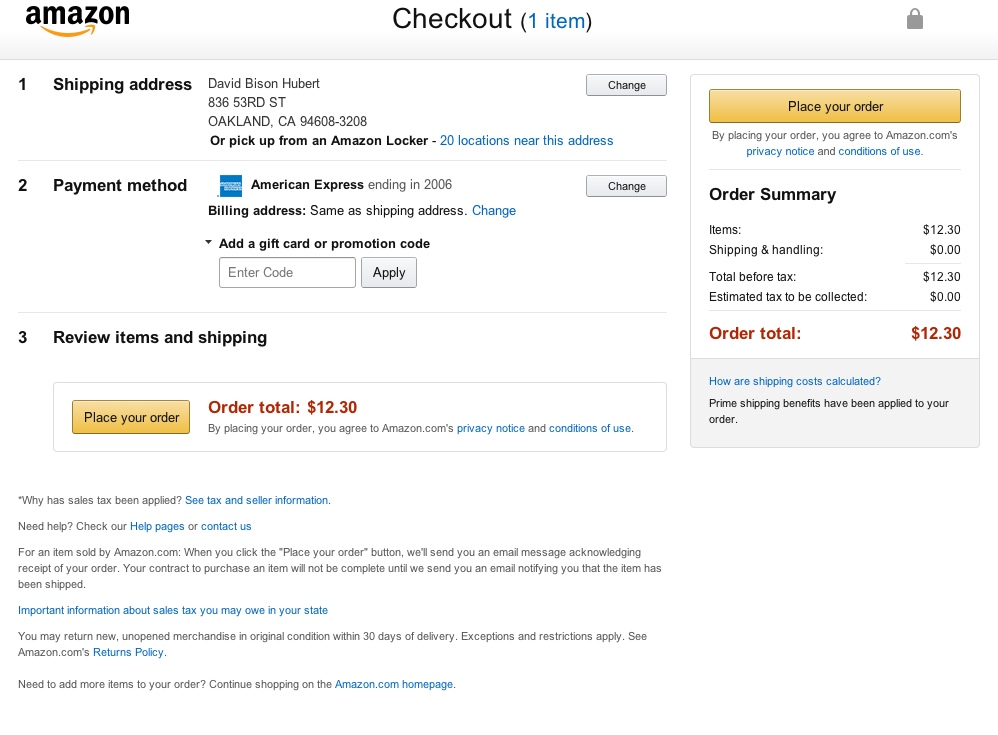 amazon
Checkout (1 item)
1 Shipping address
David Bison Hubert
836 53RD ST
OAKLAND, CA 94608-3208
Or pick up from an Amazon Locker - 20 locations near this address
Change
2 Payment method
American Express ending in 2006
Billing address: Same as shipping address. Change
Change
Add a gift card or promotion code
Enter Code
Apply
3 Review items and shipping
Place your order
Order total: $12.30
By placing your order, you agree to Amazon.com's privacy notice and conditions of use.
*Why has sales tax been applied? See tax and seller information.
Need help? Check our Help pages or contact us
For an item sold by Amazon.com: When you click the "Place your order" button, we'll send you an email message acknowledging
receipt of your order. Your contract to purchase an item will not be complete until we send you an email notifying you that the item has
been shipped.
Important information about sales tax you may owe in your state
You may return new, unopened merchandise in original condition within 30 days of delivery. Exceptions and restrictions apply. See
Amazon.com's Returns Policy.
Need to add more items to your order? Continue shopping on the Amazon.com homepage.
Place your order
By placing your order, you agree to Amazon.com's
privacy notice and conditions of use.
Order Summary
Items: $12.30
Shipping & handling: $0.00
Total before tax: $12.30
Estimated tax to be collected: $0.00
Order total: $12.30
How are shipping costs calculated?
Prime shipping benefits have been applied to your
order.